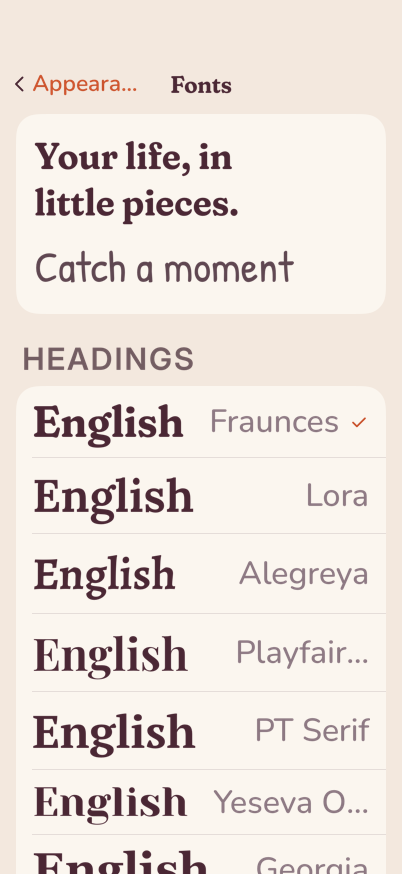 Appeara...
Fonts
Your life, in
little pieces.
Catch a moment
HEADINGS
English Fraunces ✓
English Lora
English Alegreya
English Playfair...
English PT Serif
English Yeseva O...
English Georgia